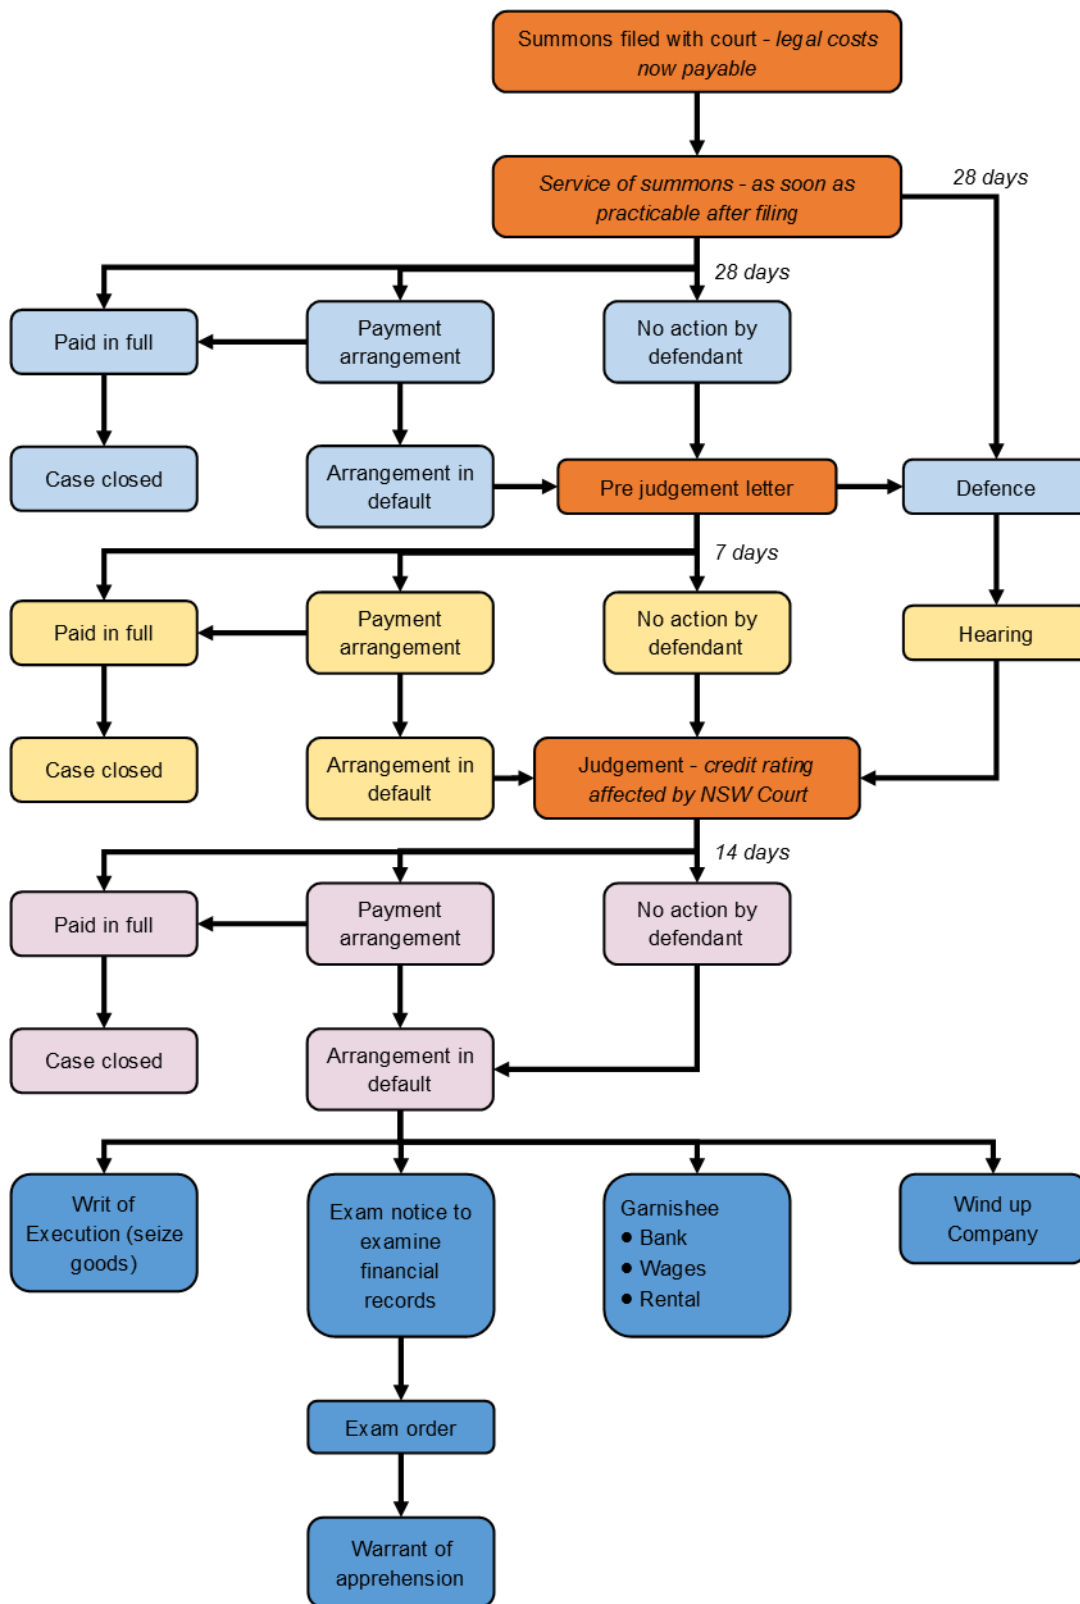 Summons filed with court - legal costs
now payable
Service of summons - as soon as
practicable after filing
28 days
28 days
Paid in full
Payment
arrangement
No action by
defendant
Case closed
Arrangement in
default
Pre judgement letter
Defence
7 days
Paid in full
Payment
arrangement
No action by
defendant
Hearing
Case closed
Arrangement in
default
Judgement - credit rating
affected by NSW Court
14 days
Paid in full
Payment
arrangement
No action by
defendant
Case closed
Arrangement in
default
Writ of
Execution (seize
goods)
Exam notice to
examine
financial
records
Garnishee
● Bank
● Wages
● Rental
Wind up
Company
Exam order
Warrant of
apprehension